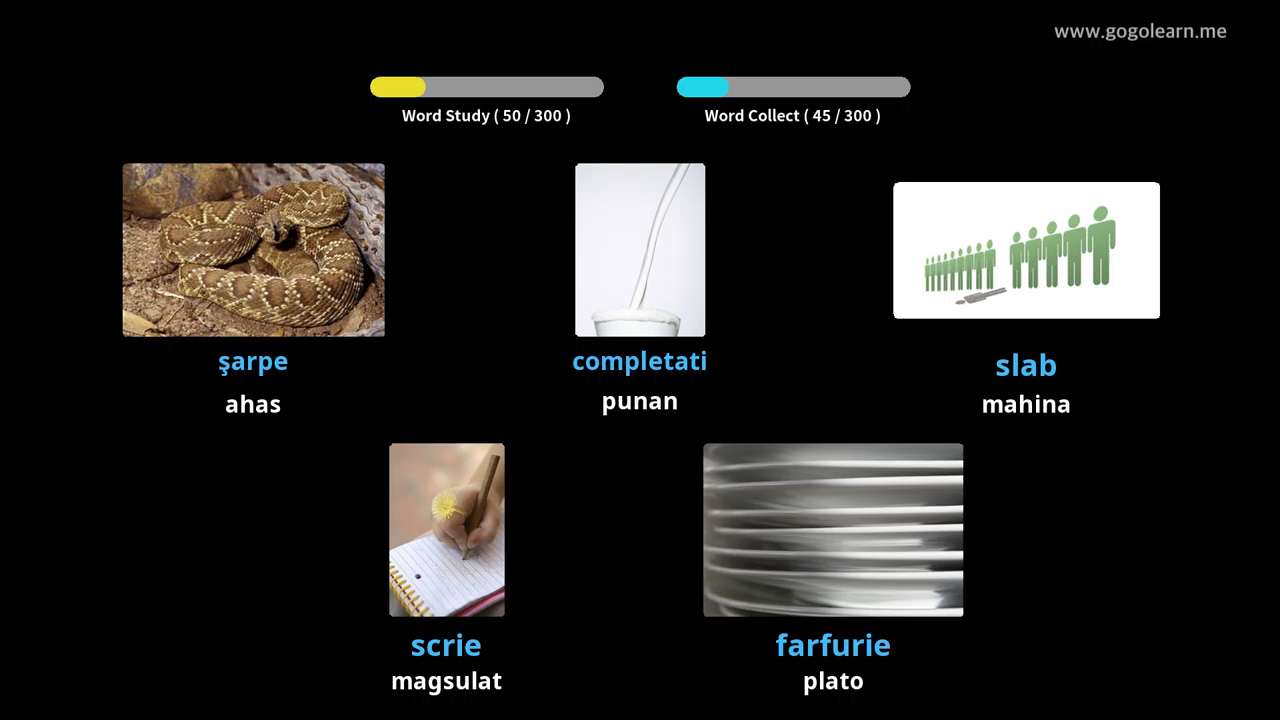 www.gogolearn.me
Word Study ( 50 / 300 )
Word Collect ( 45 / 300 )
şarpe
completati
slab
ahas
punan
mahina
scrie
farfurie
magsulat
plato